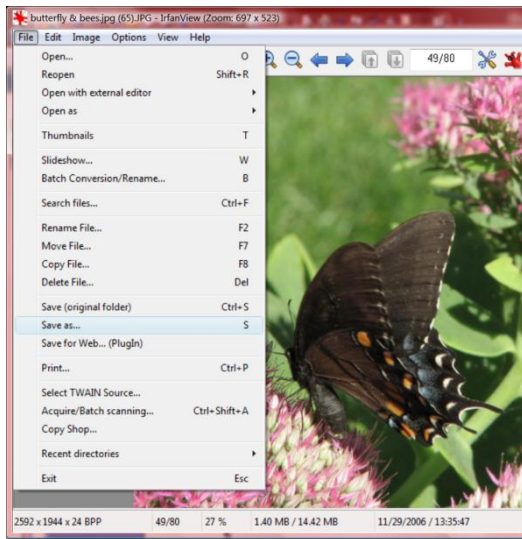 butterfly & bees.jpg (65).JPG - IrfanView (Zoom: 697 x 523)
File Edit Image Options View Help
49/80
Open... O
Reopen Shift+R
Open with external editor
Open as
Thumbnails T
Slideshow... W
Batch Conversion/Rename... B
Search files... Ctrl+F
Rename File... F2
Move File... F7
Copy File... F8
Delete File... Del
Save (original folder) Ctrl+S
Save as... S
Save for Web... (PlugIn)
Print... Ctrl+P
Select TWAIN Source...
Acquire/Batch scanning... Ctrl+Shift+A
Copy Shop...
Recent directories
Exit Esc
2592 x 1944 x 24 BPP 49/80 27 % 1.40 MB / 14.42 MB 11/29/2006 / 13:35:47